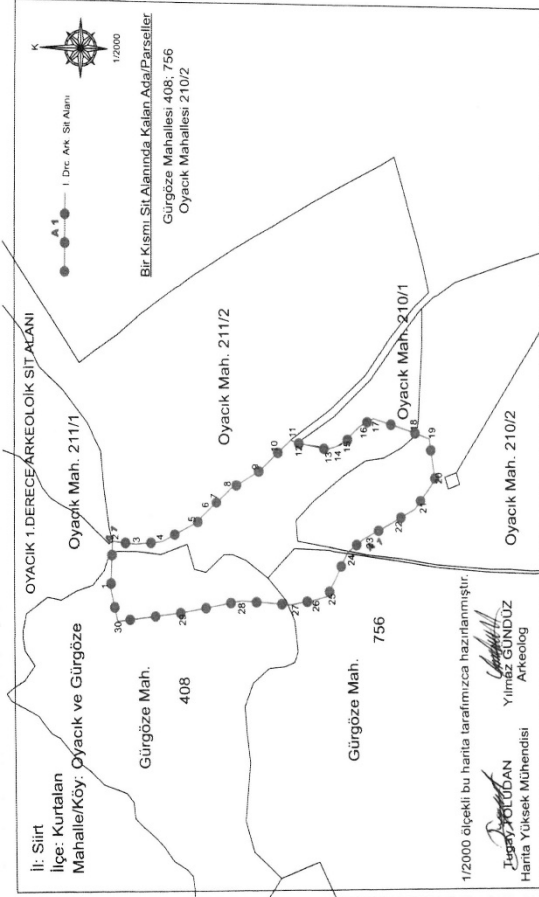 OYACIK 1.DERECE ARKEOLOİK SİT ALANI
İl: Siirt
İlçe: Kurtalan
Mahalle/Köy: Oyacık ve Gürgöze
K
1/2000
A 1
I Drc. Ark Sit Alanı
Bir Kısmı Sit Alanında Kalan Ada/Parseller
Gürgöze Mahallesi 408; 756
Oyacık Mahallesi 210/2
Oyacık Mah. 211/1
Oyacık Mah. 211/2
Oyacık Mah. 210/1
Oyacık Mah. 210/2
Gürgöze Mah.
408
Gürgöze Mah.
756
1
2
3
4
5
6
7
8
9
10
11
12
13
14
15
16
17
18
19
20
21
22
23
24
25
26
27
28
29
30
1/2000 ölçekli bu harita tarafımızca hazırlanmıştır.
Tugay YOLUDAN
Harita Yüksek Mühendisi
Yılmaz GÜNDÜZ
Arkeolog